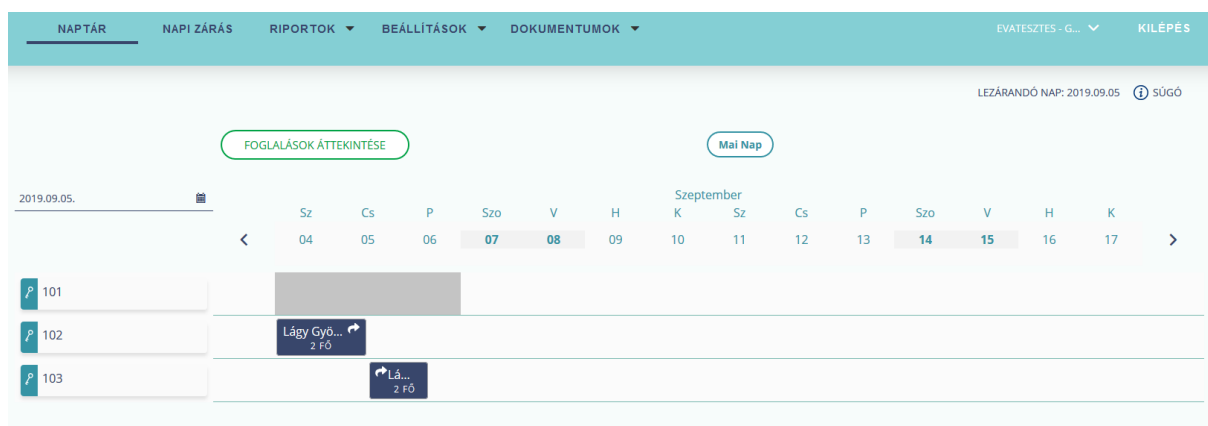 NAPTÁR NAPI ZÁRÁS RIPORTOK BEÁLLÍTÁSOK DOKUMENTUMOK EVATESZTES - G... KILÉPÉS
LEZÁRANDÓ NAP: 2019.09.05 SÚGÓ
FOGLALÁSOK ÁTTEKINTÉSE Mai Nap
2019.09.05. Szeptember
Sz Cs P Szo V H K Sz Cs P Szo V H K
04 05 06 07 08 09 10 11 12 13 14 15 16 17
101
102 Lágy Gyö...
2 FŐ
103 Lá...
2 FŐ